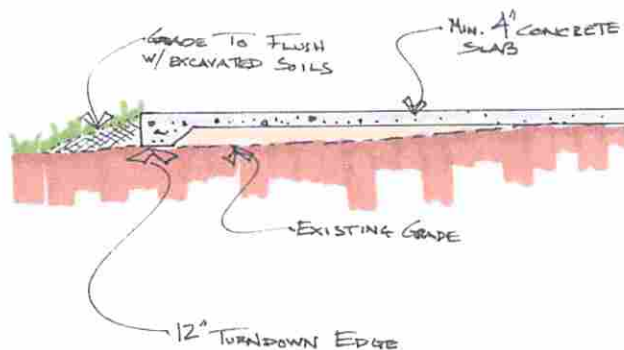 GRADE TO FLUSH
W/ EXCAVATED SOILS
MIN. 4" CONCRETE
SLAB
EXISTING GRADE
12" TURNDOWN EDGE